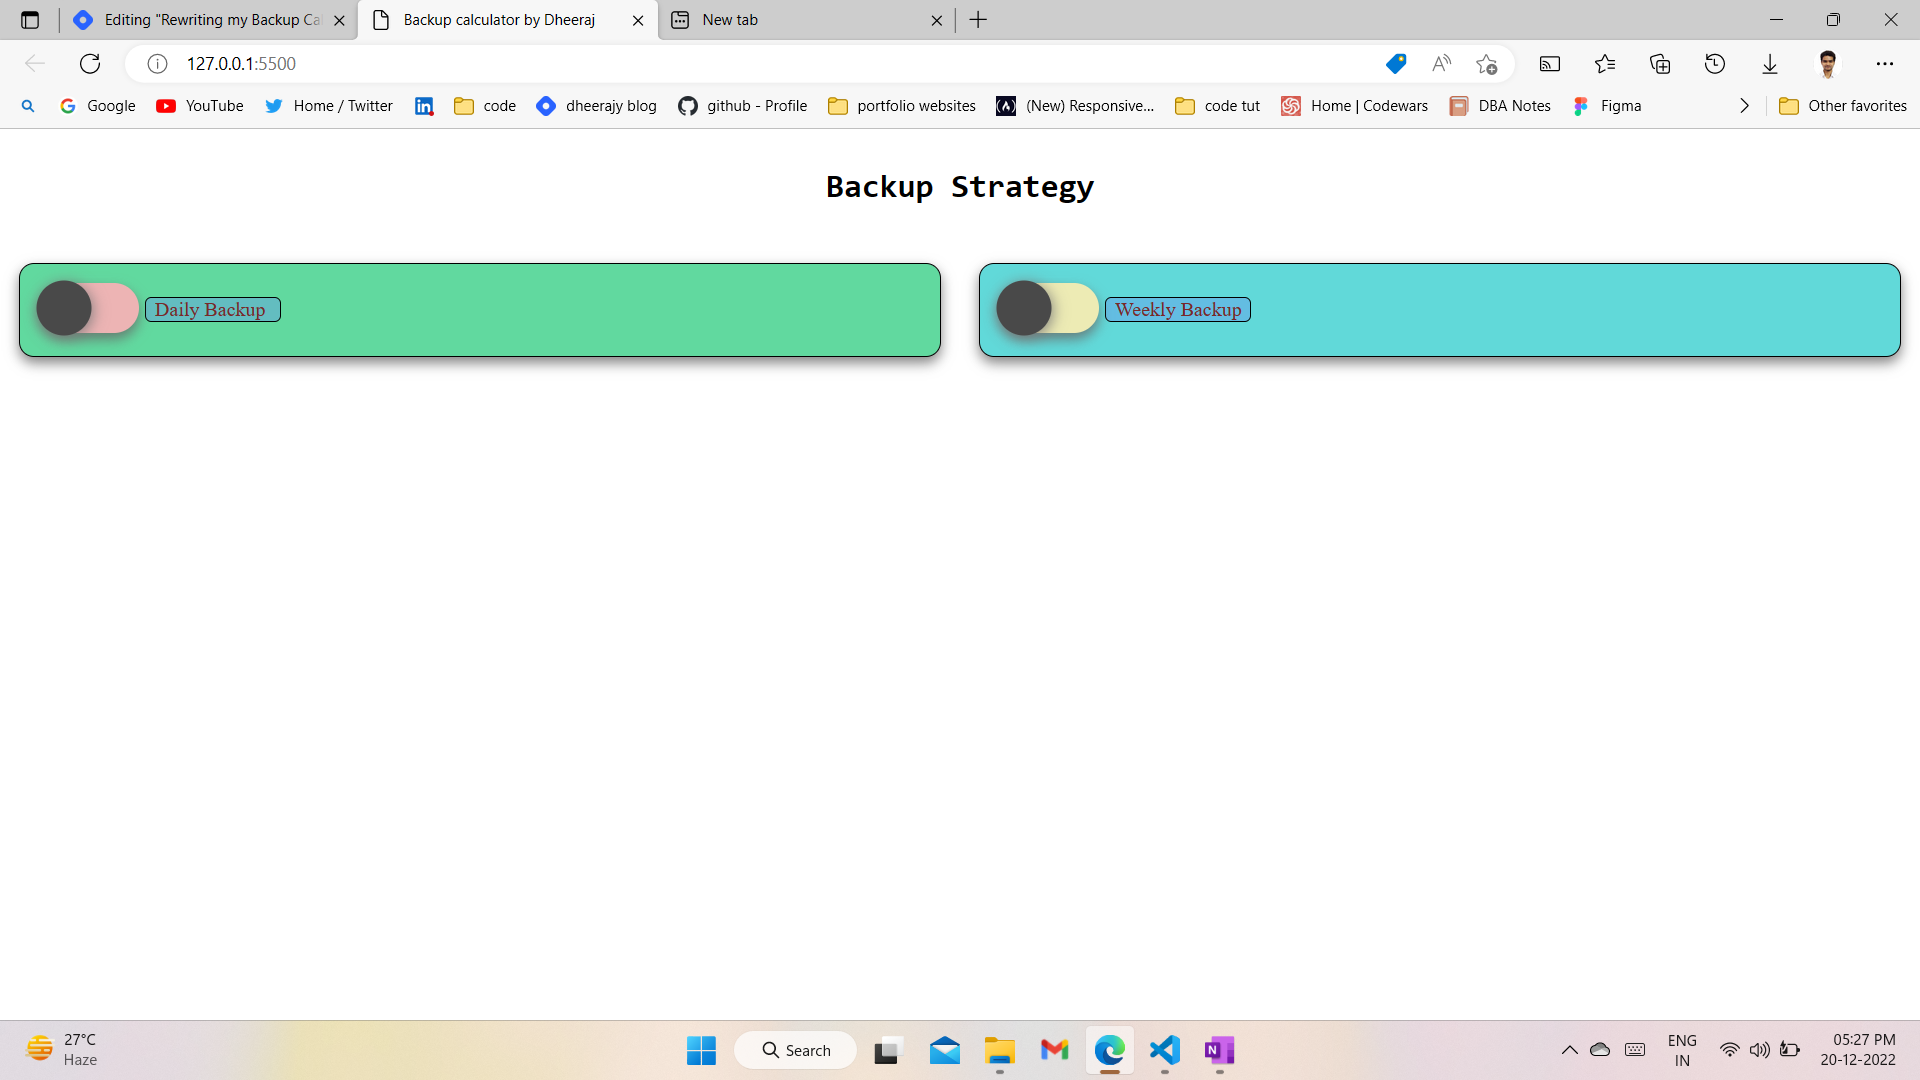 Editing "Rewriting my Backup Ca
Backup calculator by Dheeraj
New tab
127.0.0.1:5500
Google
YouTube
Home / Twitter
code
dheerajy blog
github - Profile
portfolio websites
(New) Responsive...
code tut
Home | Codewars
DBA Notes
Figma
Other favorites
Backup Strategy
Daily Backup
Weekly Backup
27°C
Haze
Search
ENG
IN
05:27 PM
20-12-2022